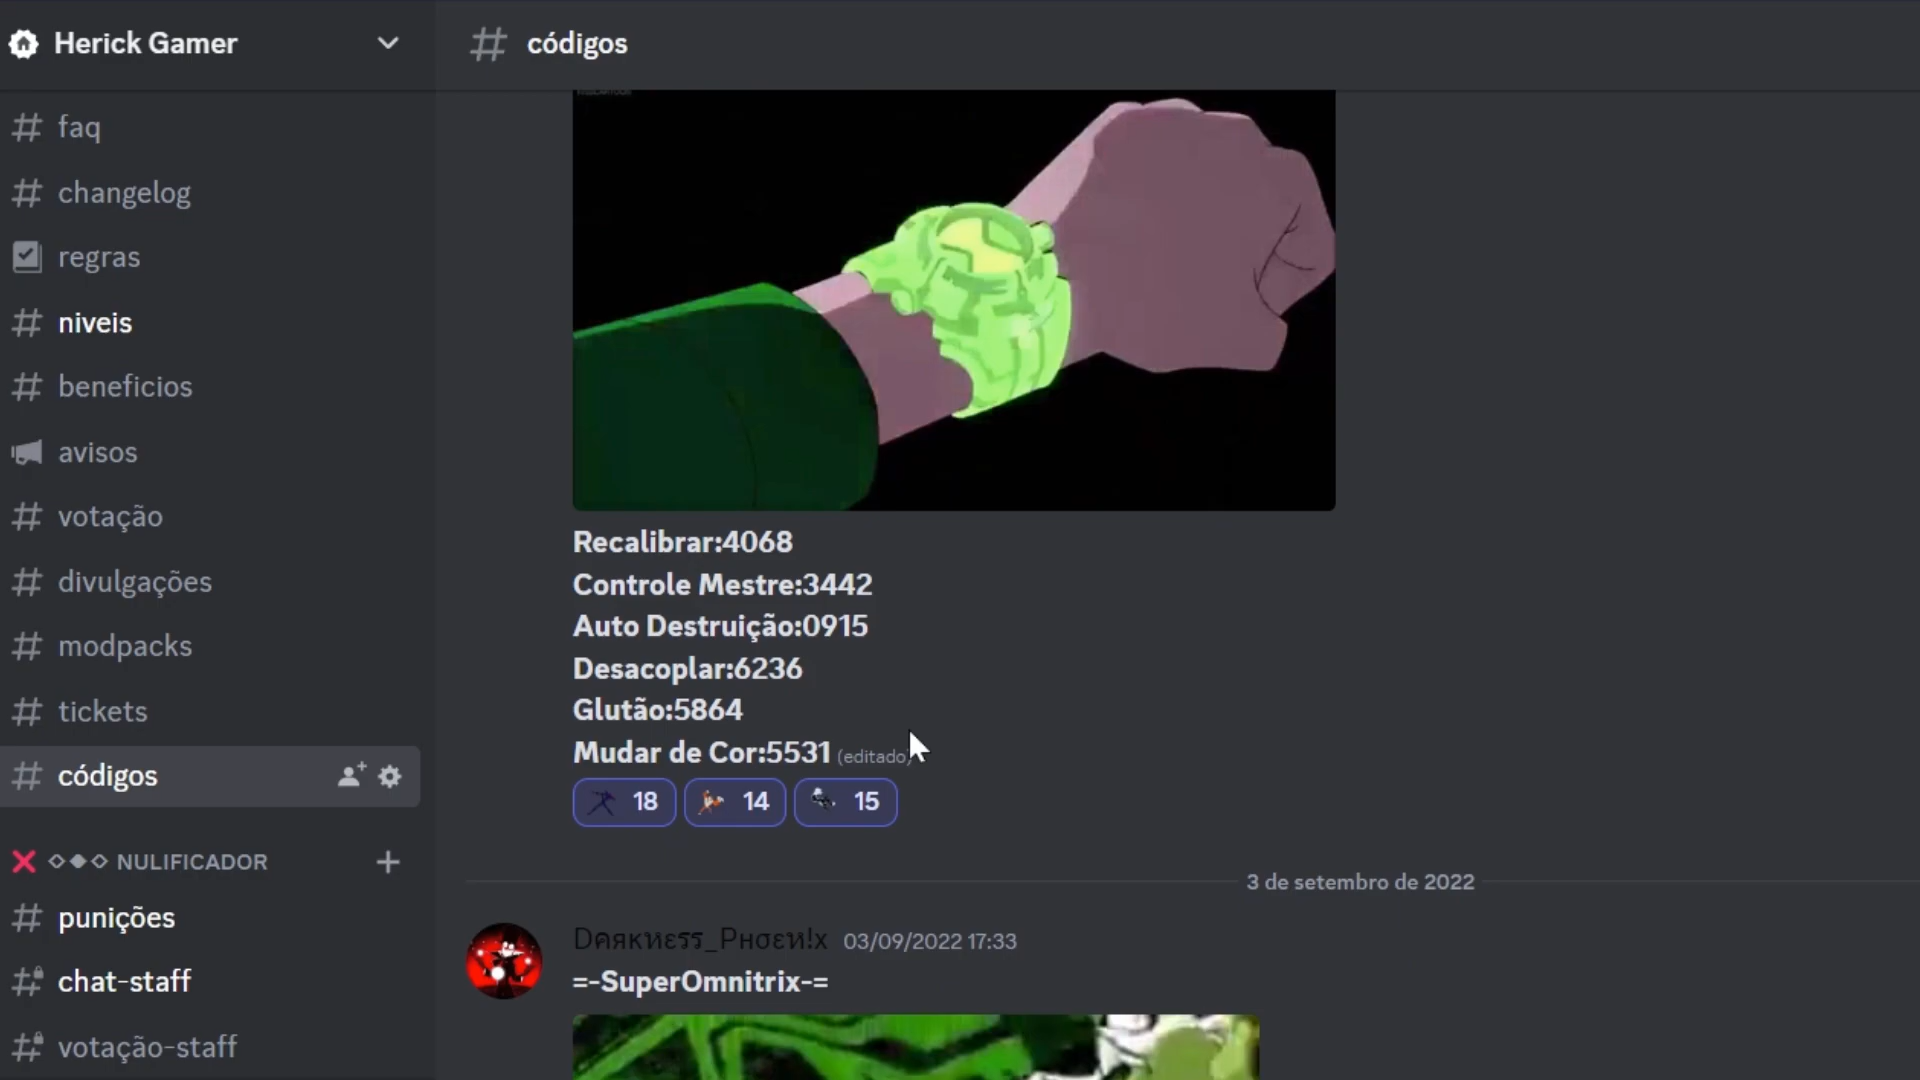 Herick Gamer
faq
changelog
regras
niveis
beneficios
avisos
votação
divulgações
modpacks
tickets
códigos
NULIFICADOR
punições
chat-staff
votação-staff
códigos
Recalibrar:4068
Controle Mestre:3442
Auto Destruição:0915
Desacoplar:6236
Glutão:5864
Mudar de Cor:5531 (editado)
18 14 15
3 de setembro de 2022
03/09/2022 17:33
=-SuperOmnitrix-=